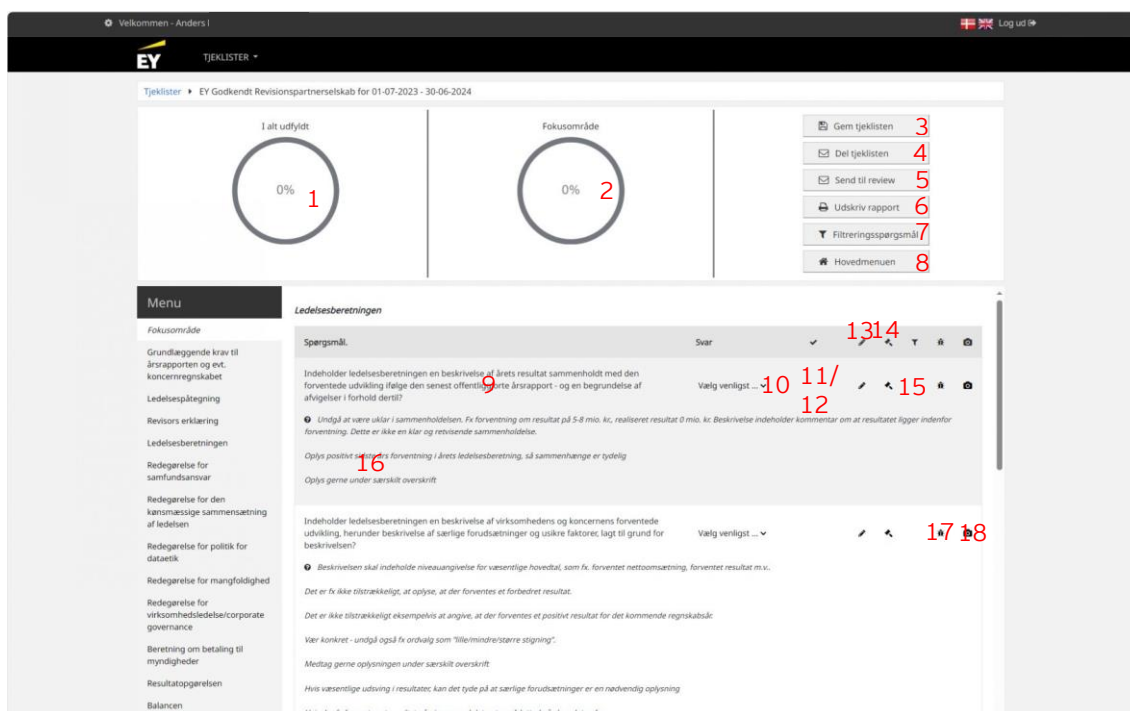 Velkommen - Anders
Log ud
EY
TJEKLISTER
Tjeklister EY Godkendt Revisionspartnerselskab for 01-07-2023 - 30-06-2024
I alt udfyldt
0%
1
Fokusområde
0%
2
Gem tjeklisten 3
Del tjeklisten 4
Send til review 5
Udskriv rapport 6
Filtreringsspørgsmål 7
Hovedmenuen 8
Menu
Fokusområde
Grundlæggende krav til
årsrapporten og evt.
koncernregnskabet
Ledelsespåtegning
Revisors erklæring
Ledelsesberetningen
Redegørelse for
samfundsansvar
Redegørelse for den
kønsmæssige sammensætning
af ledelsen
Redegørelse for politik for
dataetik
Redegørelse for mangfoldighed
Redegørelse for
virksomhedsledelse/corporate
governance
Beretning om betaling til
myndigheder
Resultatopgørelsen
Balancen
Ledelsesberetningen
Spørgsmål. Svar 13 14
Indeholder ledelsesberetningen en beskrivelse af årets resultat sammenholdt med den
forventede udvikling ifølge den senest offentliggjorte årsrapport - og en begrundelse af
afvigelser i forhold dertil?
9
Vælg venligst ... 10 11/
12
15
Undgå at være uklar i sammenholdelsen. Fx forventning om resultat på 5-8 mio. kr., realiseret resultat 0 mio. kr. Beskrivelse indeholder kommentar om at resultatet ligger indenfor
forventning. Dette er ikke en klar og retvisende sammenholdelse.
Oplys positivt sidste års forventning i årets ledelsesberetning, så sammenhænge er tydelig
16
Oplys gerne under særskilt overskrift
Indeholder ledelsesberetningen en beskrivelse af virksomhedens og koncernens forventede
udvikling, herunder beskrivelse af særlige forudsætninger og usikre faktorer, lagt til grund for
beskrivelsen?
Vælg venligst ... 17 18
Beskrivelsen skal indeholde niveauangivelse for væsentlige hovedtal, som fx. forventet nettoomsætning, forventet resultat m.v..
Det er fx ikke tilstrækkeligt, at oplyse, at der forventes et forbedret resultat.
Det er ikke tilstrækkeligt eksempelvis at angive, at der forventes et positivt resultat for det kommende regnskabsår.
Vær konkret - undgå også fx ordvalg som "lille/mindre/større stigning".
Medtag gerne oplysningen under særskilt overskrift
Hvis væsentlige udsving i resultater, kan det tyde på at særlige forudsætninger er en nødvendig oplysning